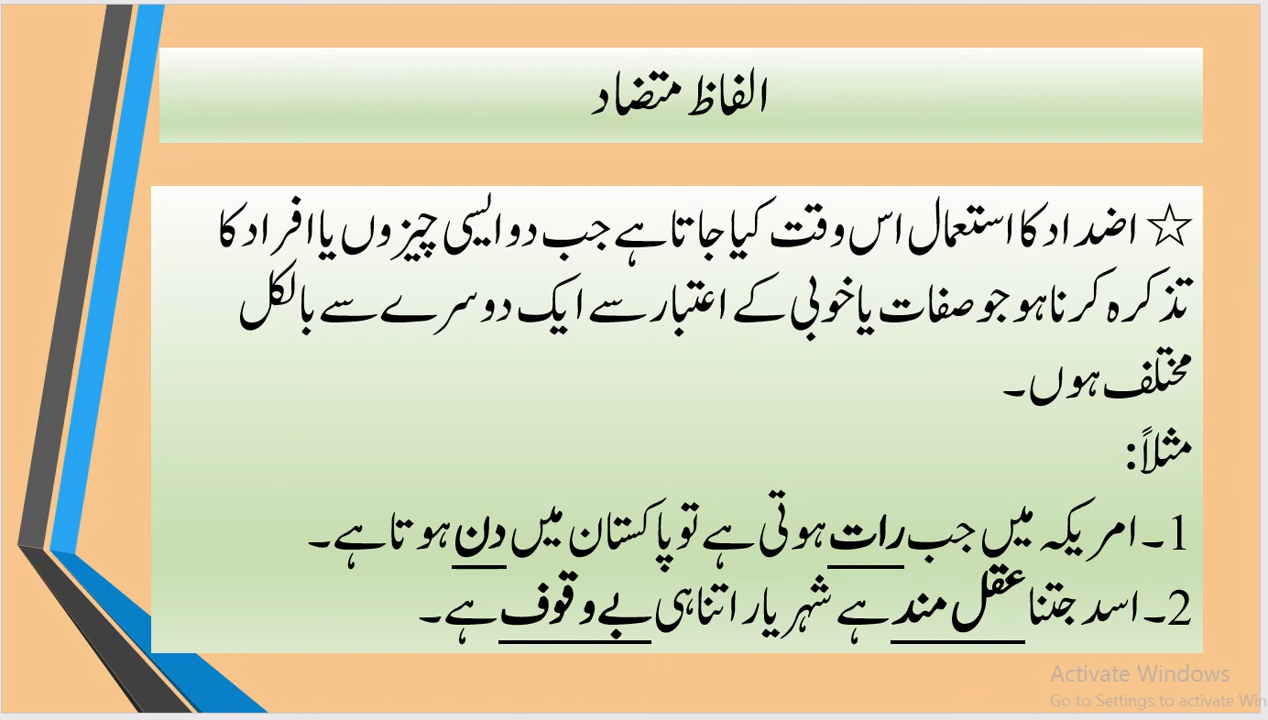 الفاظ متضاد
☆ اضداد کا استعمال اس وقت کیا جاتا ہے جب دو ایسی چیزوں یا افراد کا
تذکرہ کرنا ہو جو صفات یا خوبی کے اعتبار سے ایک دوسرے سے بالکل
مختلف ہوں۔
مثلاً:
1۔ امریکہ میں جب رات ہوتی ہے تو پاکستان میں دن ہوتا ہے۔
2۔ اسد جتنا عقل مند ہے شہریار اتنا ہی بے وقوف ہے۔
Activate Windows
Go to Settings to activate Win